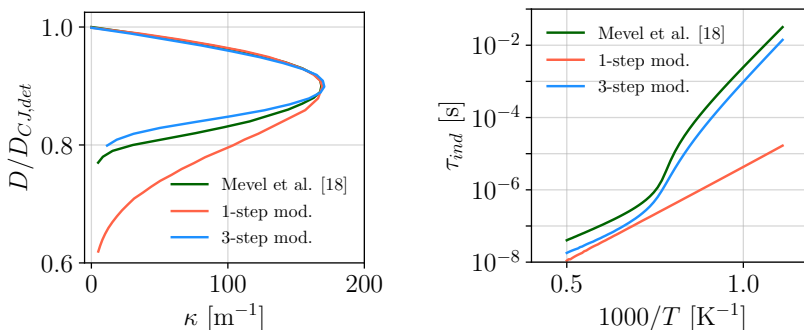 D/D_{CJ,det}
1.0
0.8
0.6
Mevel et al. [18]
1-step mod.
3-step mod.
0
100
200
κ [m⁻¹]
τ_{ind} [s]
10⁻²
10⁻⁴
10⁻⁶
10⁻⁸
Mevel et al. [18]
1-step mod.
3-step mod.
0.5
1.0
1000/T [K⁻¹]